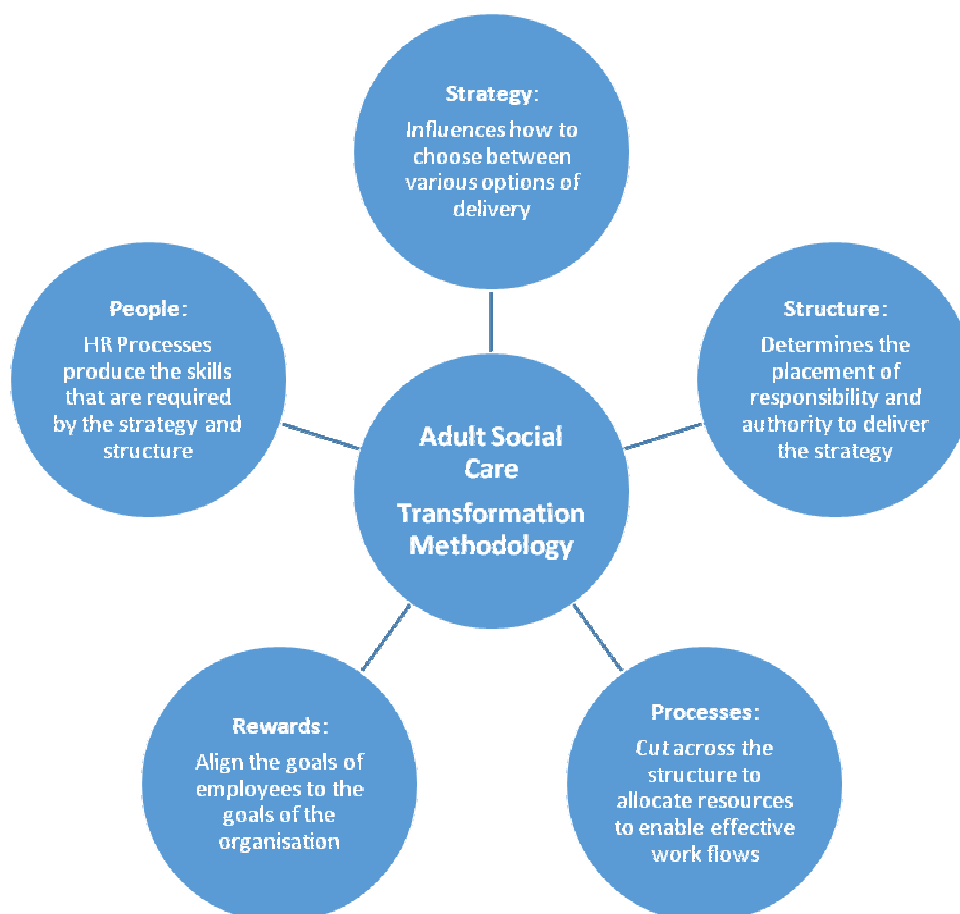 Strategy:
Influences how to
choose between
various options of
delivery
People:
HR Processes
produce the skills
that are required
by the strategy and
structure
Structure:
Determines the
placement of
responsibility and
authority to deliver
the strategy
Adult Social
Care
Transformation
Methodology
Rewards:
Align the goals of
employees to the
goals of the
organisation
Processes:
Cut across the
structure to
allocate resources
to enable effective
work flows